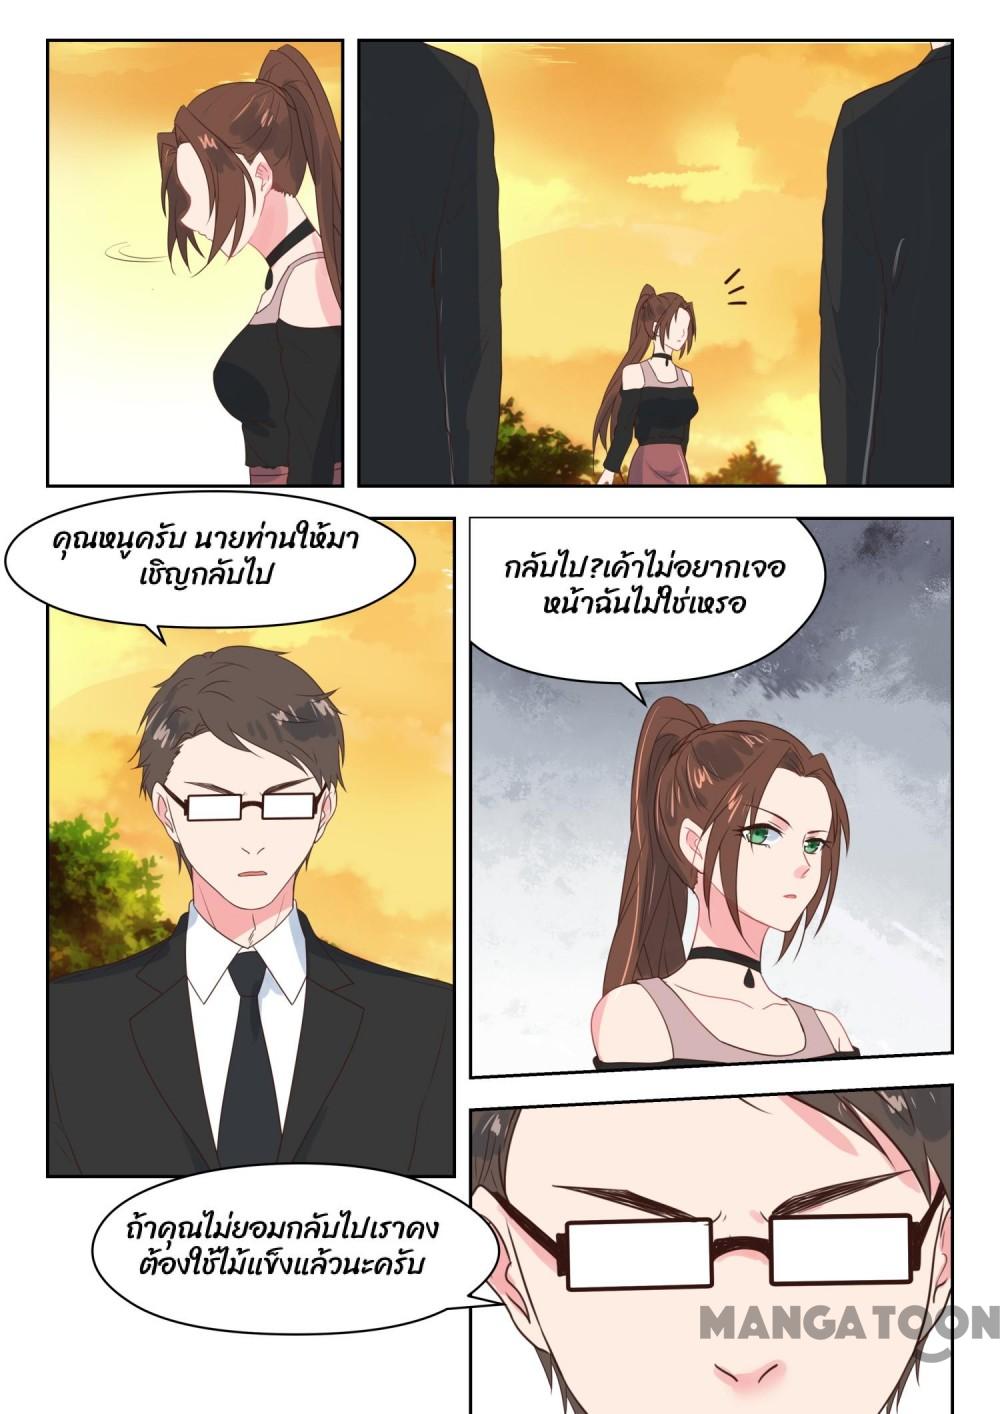 คุณหนูครับ นายท่านให้มา
เชิญกลับไป
กลับไป?เค้าไม่อยากเจอ
หน้าฉันไม่ใช่เหรอ
ถ้าคุณไม่ยอมกลับไปเราคง
ต้องใช้ไม้แข็งแล้วนะครับ
MANGATOON